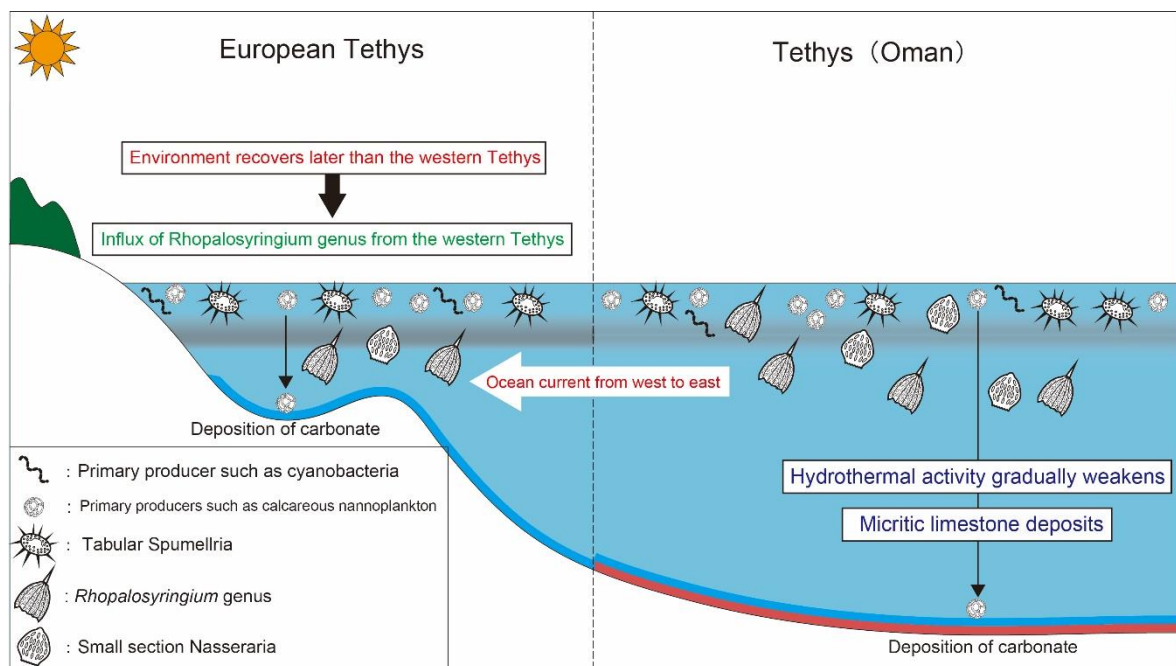 European Tethys
Tethys（Oman）
Environment recovers later than the western Tethys
Influx of Rhopalosyringium genus from the western Tethys
Ocean current from west to east
Deposition of carbonate
Hydrothermal activity gradually weakens
Micritic limestone deposits
Deposition of carbonate
: Primary producer such as cyanobacteria
: Primary producers such as calcareous nannoplankton
: Tabular Spumellria
: Rhopalosyringium genus
: Small section Nasseraria